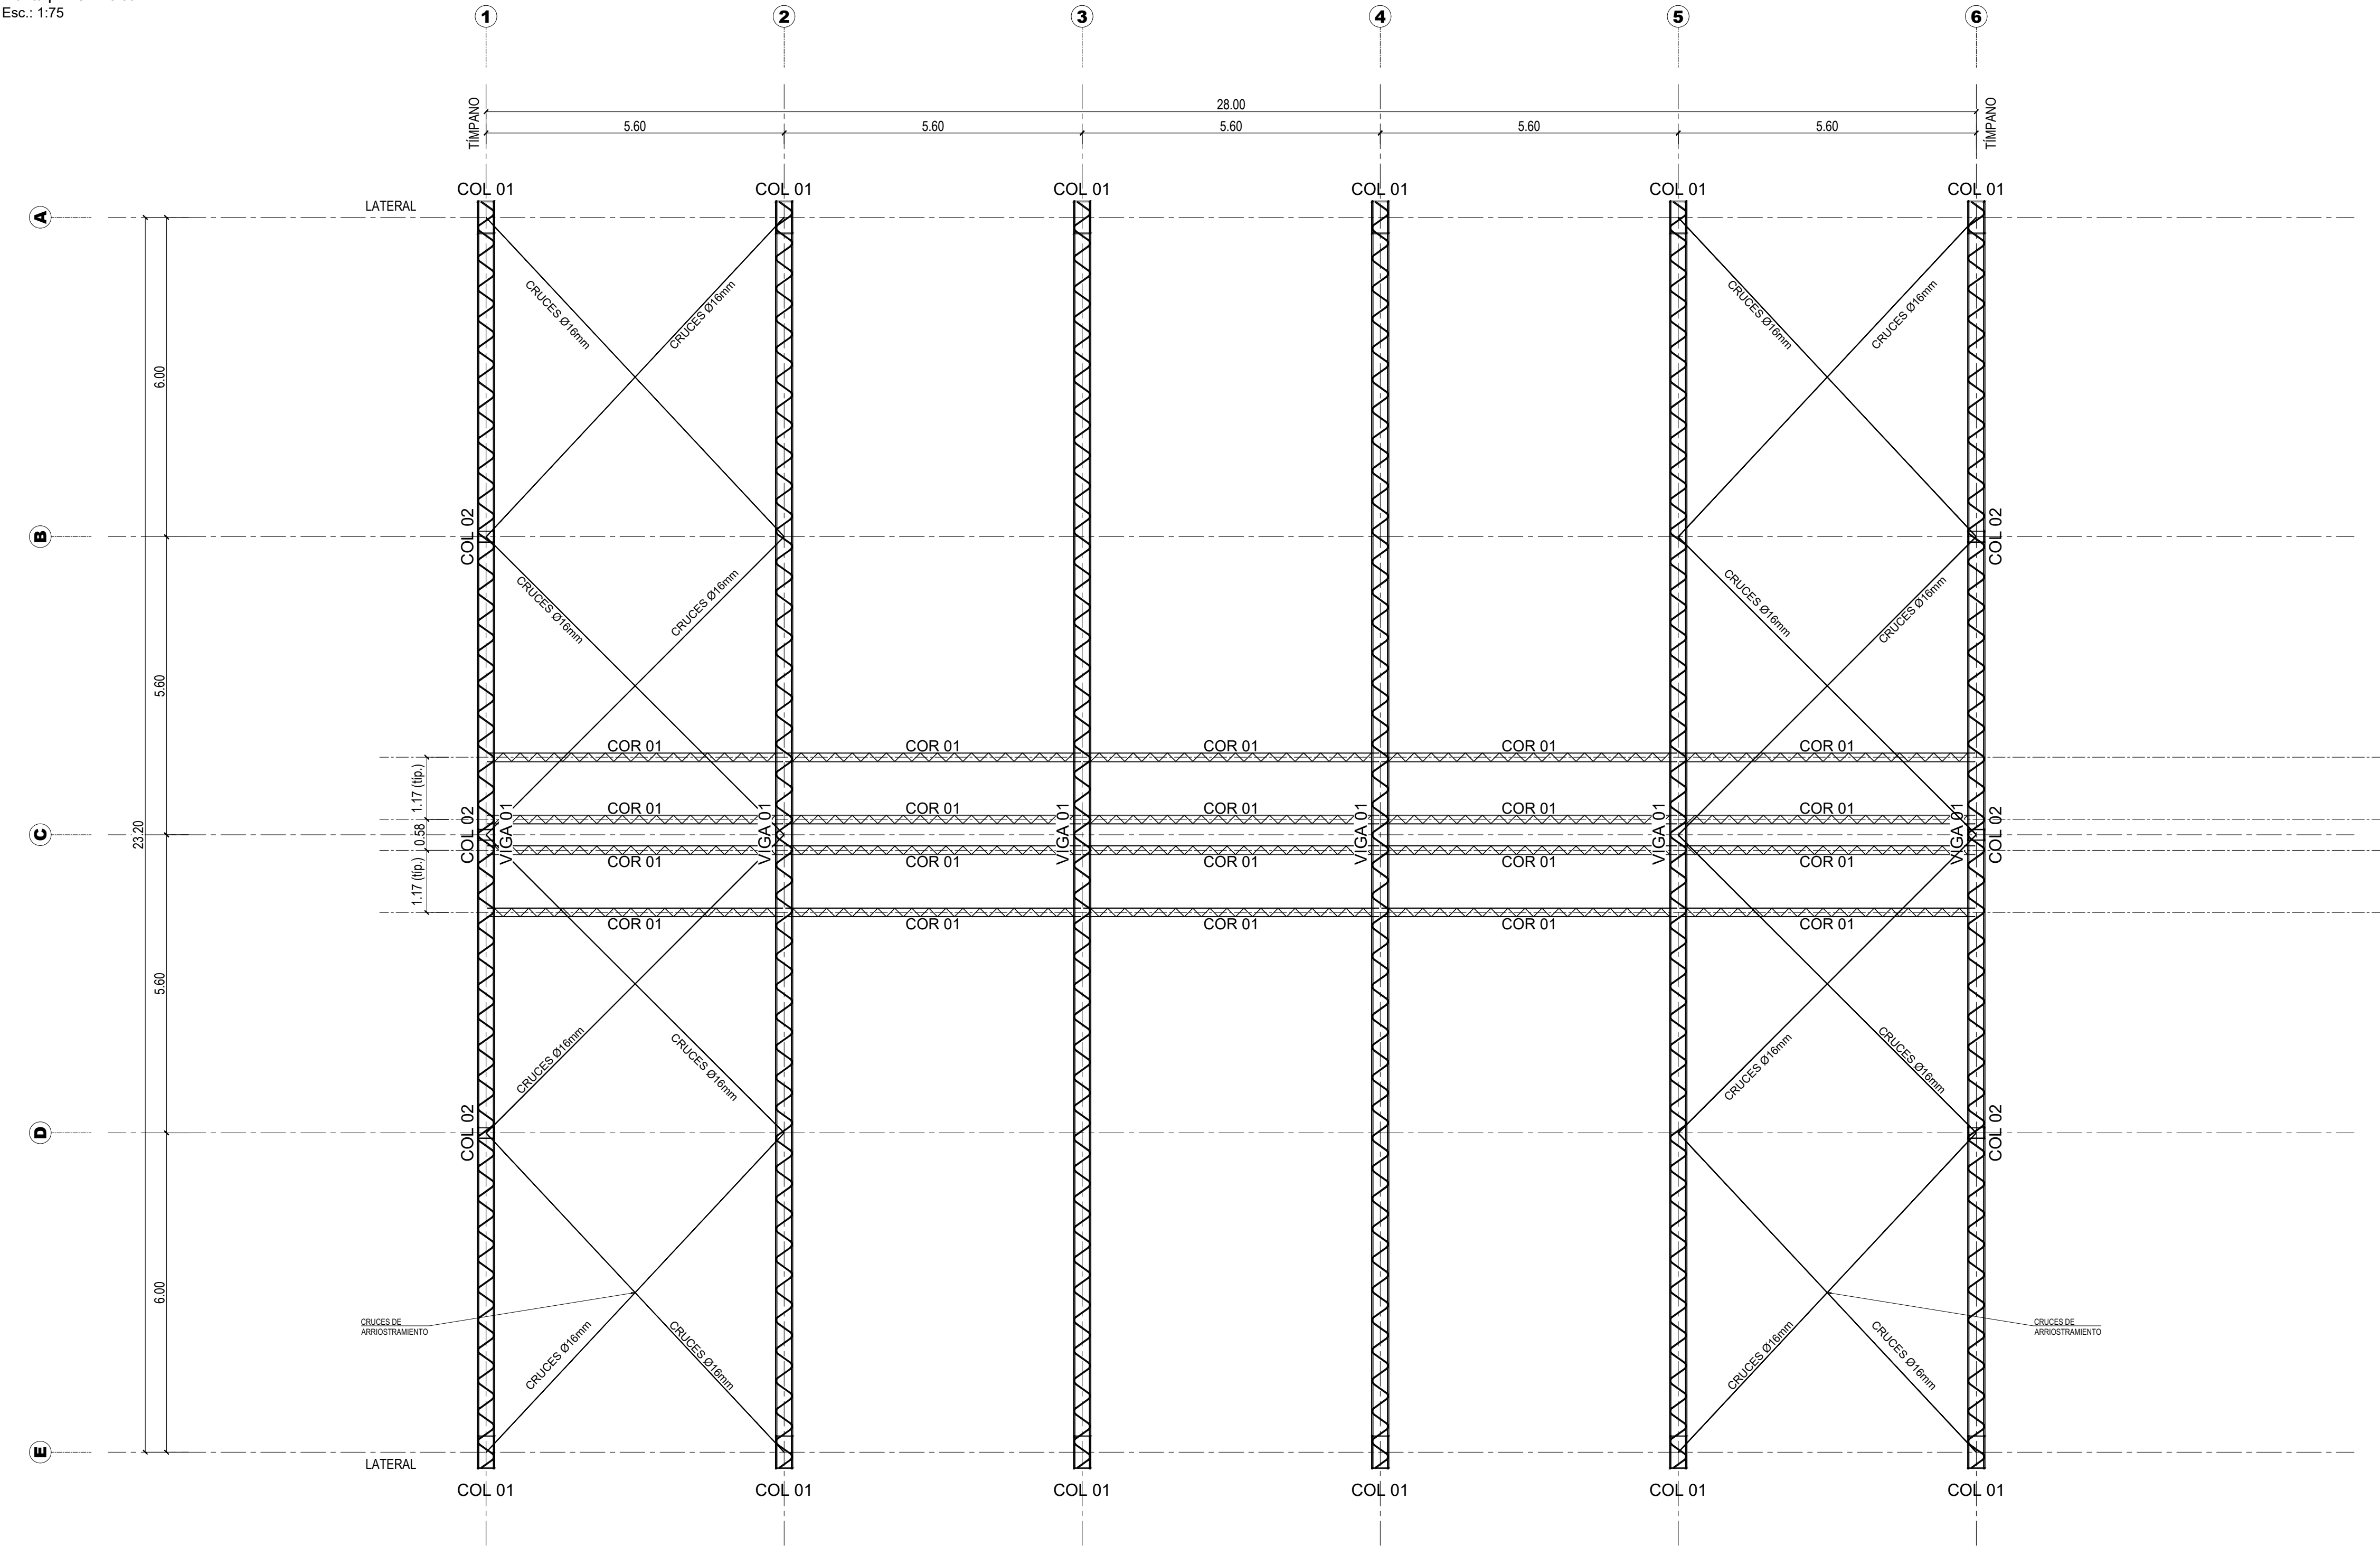 Esc.: 1:75
1 2 3 4 5 6
28.00
TÍMPANO
TÍMPANO
5.60 5.60 5.60 5.60 5.60
COL 01 COL 01 COL 01 COL 01 COL 01 COL 01
LATERAL
A
CRUCES Ø16mm CRUCES Ø16mm CRUCES Ø16mm CRUCES Ø16mm
6.00
B
COL 02
COL 02
CRUCES Ø16mm CRUCES Ø16mm CRUCES Ø16mm CRUCES Ø16mm
5.60
COR 01 COR 01 COR 01 COR 01 COR 01
1.17 (típ.)
COR 01 COR 01 COR 01 COR 01 COR 01
C
23.20
0.58
COL 02
VIGA 01 VIGA 01 VIGA 01 VIGA 01 VIGA 01 VIGA 01
COL 02
COR 01 COR 01 COR 01 COR 01 COR 01
1.17 (típ.)
COR 01 COR 01 COR 01 COR 01 COR 01
5.60
CRUCES Ø16mm CRUCES Ø16mm CRUCES Ø16mm CRUCES Ø16mm
D
COL 02
COL 02
6.00
CRUCES DE
ARRIOSTRAMIENTO
CRUCES DE
ARRIOSTRAMIENTO
CRUCES Ø16mm CRUCES Ø16mm CRUCES Ø16mm CRUCES Ø16mm
E
LATERAL
COL 01 COL 01 COL 01 COL 01 COL 01 COL 01